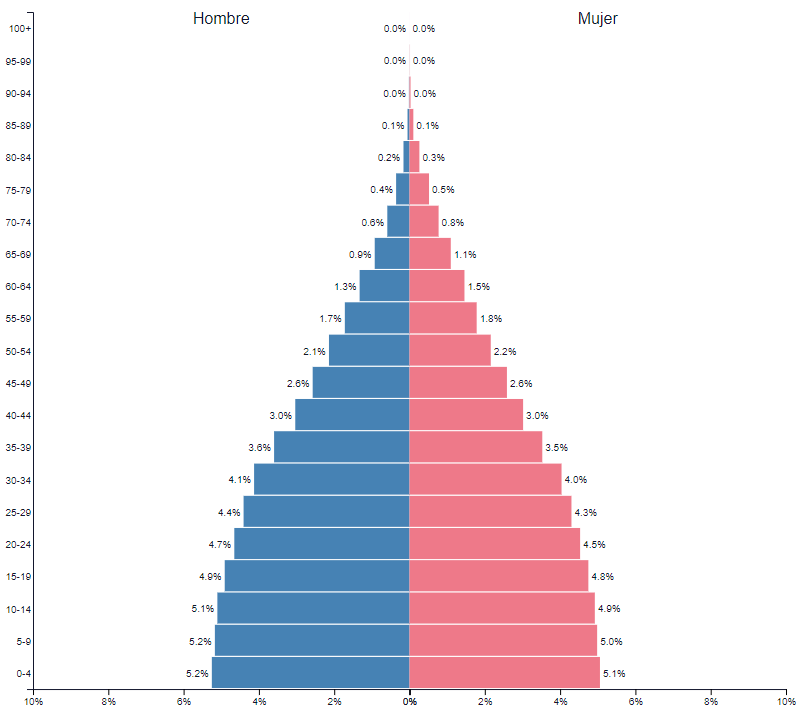 Hombre Mujer
100+ 0.0% 0.0%
95-99 0.0% 0.0%
90-94 0.0% 0.0%
85-89 0.1% 0.1%
80-84 0.2% 0.3%
75-79 0.4% 0.5%
70-74 0.6% 0.8%
65-69 0.9% 1.1%
60-64 1.3% 1.5%
55-59 1.7% 1.8%
50-54 2.1% 2.2%
45-49 2.6% 2.6%
40-44 3.0% 3.0%
35-39 3.6% 3.5%
30-34 4.1% 4.0%
25-29 4.4% 4.3%
20-24 4.7% 4.5%
15-19 4.9% 4.8%
10-14 5.1% 4.9%
5-9 5.2% 5.0%
0-4 5.2% 5.1%
10% 8% 6% 4% 2% 0% 2% 4% 6% 8% 10%